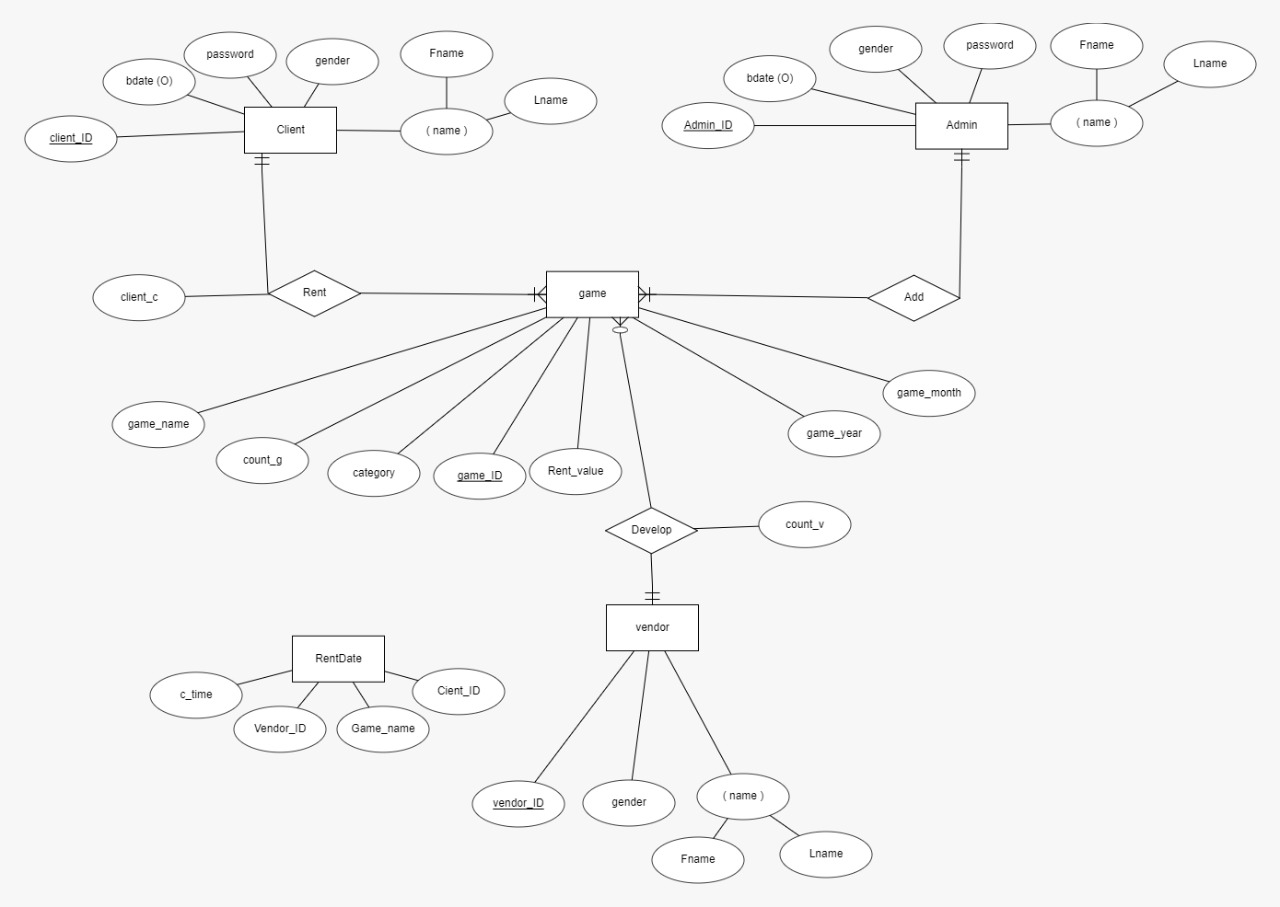 password
gender
Fname
bdate (O)
Lname
client_ID
Client
( name )
gender
password
Fname
Lname
bdate (O)
Admin_ID
Admin
( name )
client_c
Rent
game
Add
game_name
count_g
category
game_ID
Rent_value
game_year
game_month
Develop
count_v
vendor
RentDate
c_time
Vendor_ID
Game_name
Cient_ID
vendor_ID
gender
( name )
Fname
Lname